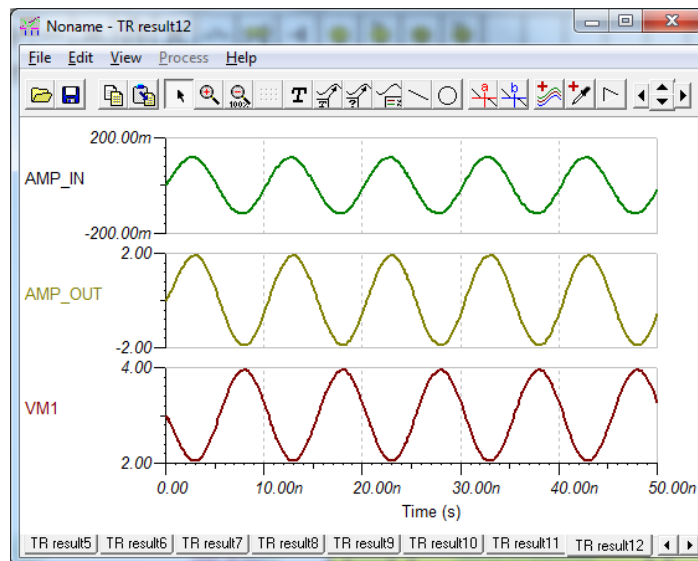 Noname - TR result12
File Edit View Process Help
100% T T ? =? a b
200.00m
AMP_IN
-200.00m
2.00
AMP_OUT
-2.00
4.00
VM1
2.00
0.00 10.00n 20.00n 30.00n 40.00n 50.00n
Time (s)
TR result5 TR result6 TR result7 TR result8 TR result9 TR result10 TR result11 TR result12